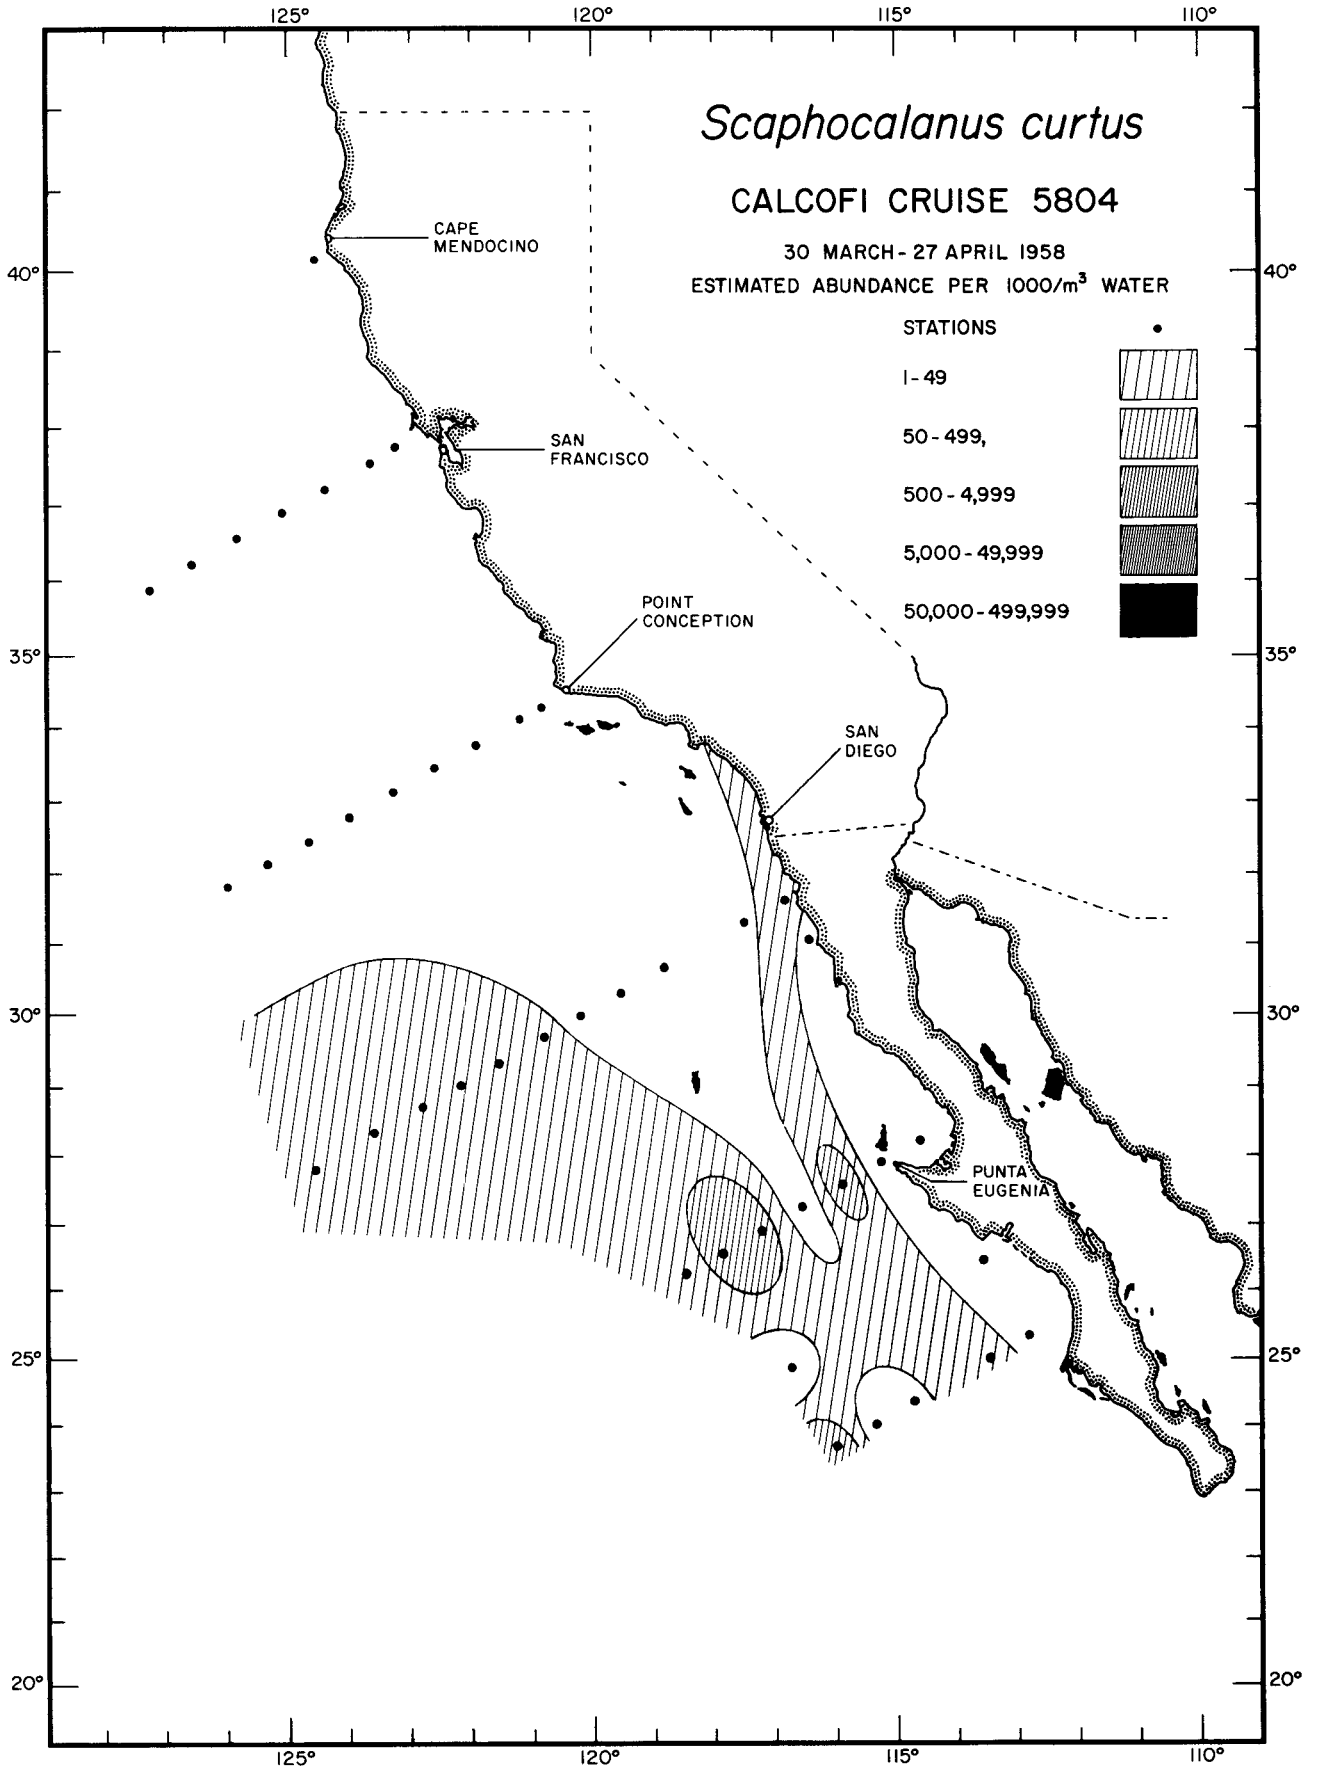 125° 120° 115° 110°
Scaphocalanus curtus
CALCOFI CRUISE 5804
30 MARCH - 27 APRIL 1958
ESTIMATED ABUNDANCE PER 1000/m³ WATER
STATIONS
1-49
50-499,
500-4,999
5,000-49,999
50,000-499,999
CAPE
MENDOCINO
40° 40°
SAN
FRANCISCO
POINT
CONCEPTION
35° 35°
SAN
DIEGO
30° 30°
PUNTA
EUGENIA
25° 25°
20° 20°
125° 120° 115° 110°